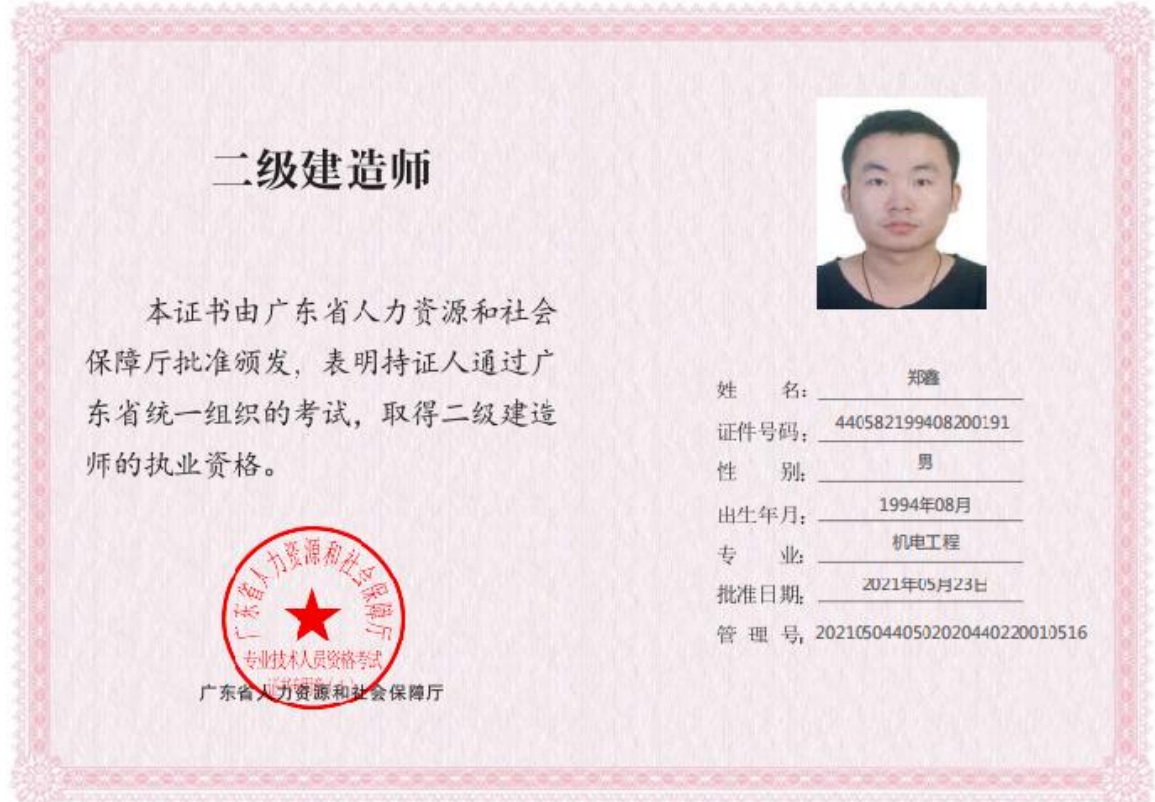 二级建造师
本证书由广东省人力资源和社会
保障厅批准颁发，表明持证人通过广
东省统一组织的考试，取得二级建造
师的执业资格。
广东省人力资源和社会保障厅
专业技术人员资格考试
广东省人力资源和社会保障厅
姓 名：郑鑫
证件号码：440582199408200191
性 别：男
出生年月：1994年08月
专 业：机电工程
批准日期：2021年05月23日
管 理 号：2021050440502020440220010516